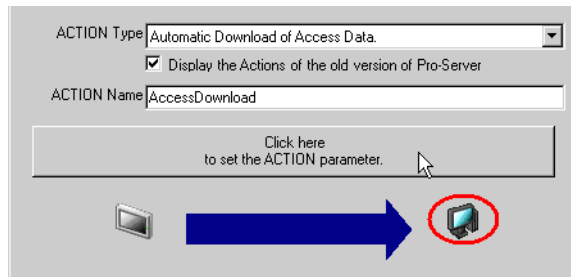 ACTION Type Automatic Download of Access Data.
Display the Actions of the old version of Pro-Server
ACTION Name AccessDownload
Click here
to set the ACTION parameter.